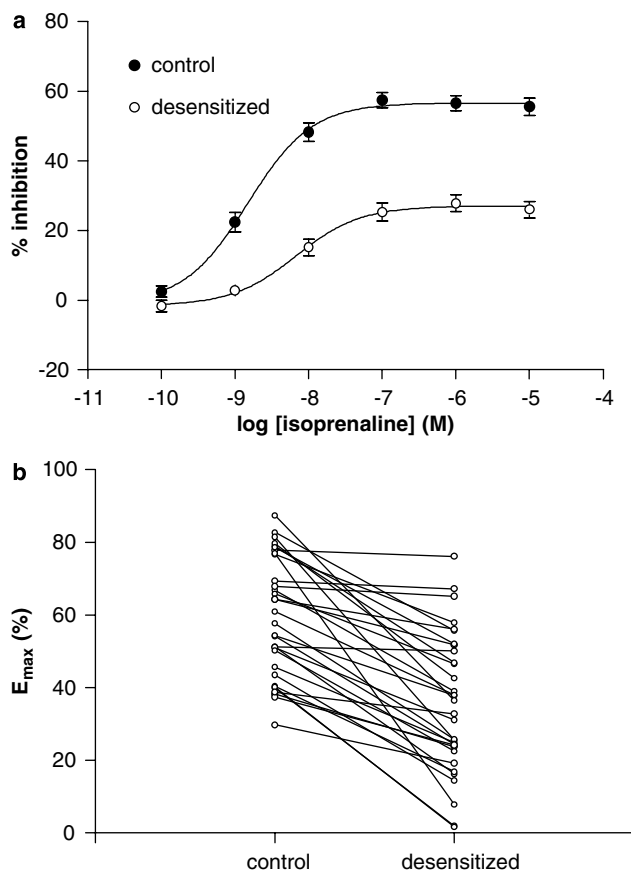 a
80
60
40
20
0
-20
% inhibition
control
desensitized
-11 -10 -9 -8 -7 -6 -5 -4
log [isoprenaline] (M)
b
100
80
60
40
20
0
Emax (%)
control desensitized